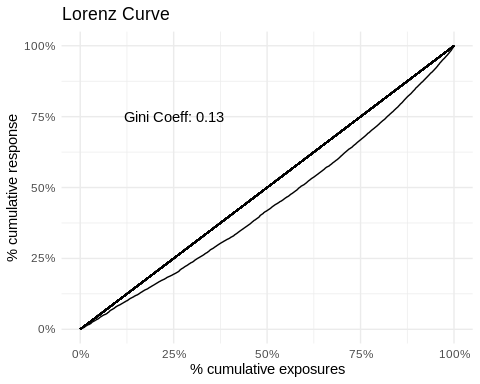 Lorenz Curve
100%
75%
50%
25%
0%
% cumulative response
Gini Coeff: 0.13
0%
25%
50%
75%
100%
% cumulative exposures